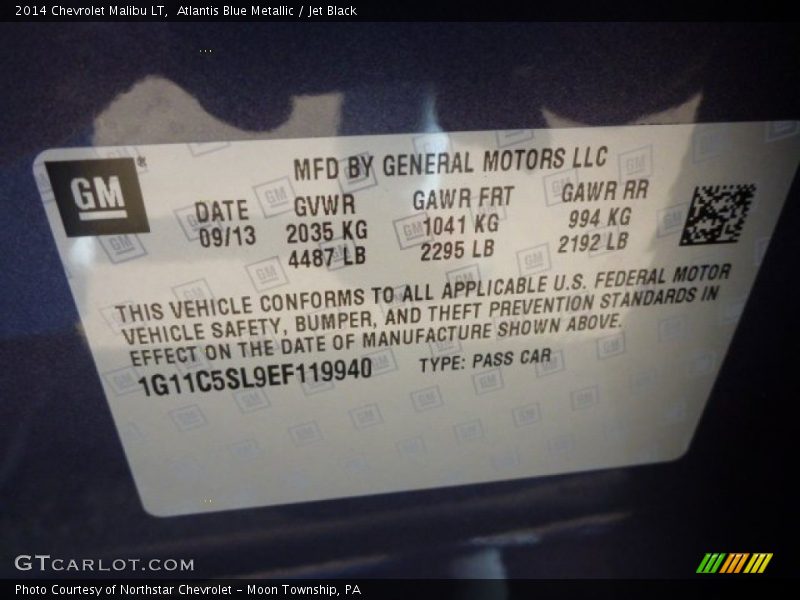 2014 Chevrolet Malibu LT,  Atlantis Blue Metallic / Jet Black
GM®
MFD BY GENERAL MOTORS LLC
DATE GVWR GAWR FRT GAWR RR
09/13 2035 KG 1041 KG 994 KG
4487 LB 2295 LB 2192 LB
THIS VEHICLE CONFORMS TO ALL APPLICABLE U.S. FEDERAL MOTOR
VEHICLE SAFETY, BUMPER, AND THEFT PREVENTION STANDARDS IN
EFFECT ON THE DATE OF MANUFACTURE SHOWN ABOVE.
1G11C5SL9EF119940 TYPE: PASS CAR
GTCARLOT.COM
Photo Courtesy of Northstar Chevrolet - Moon Township, PA